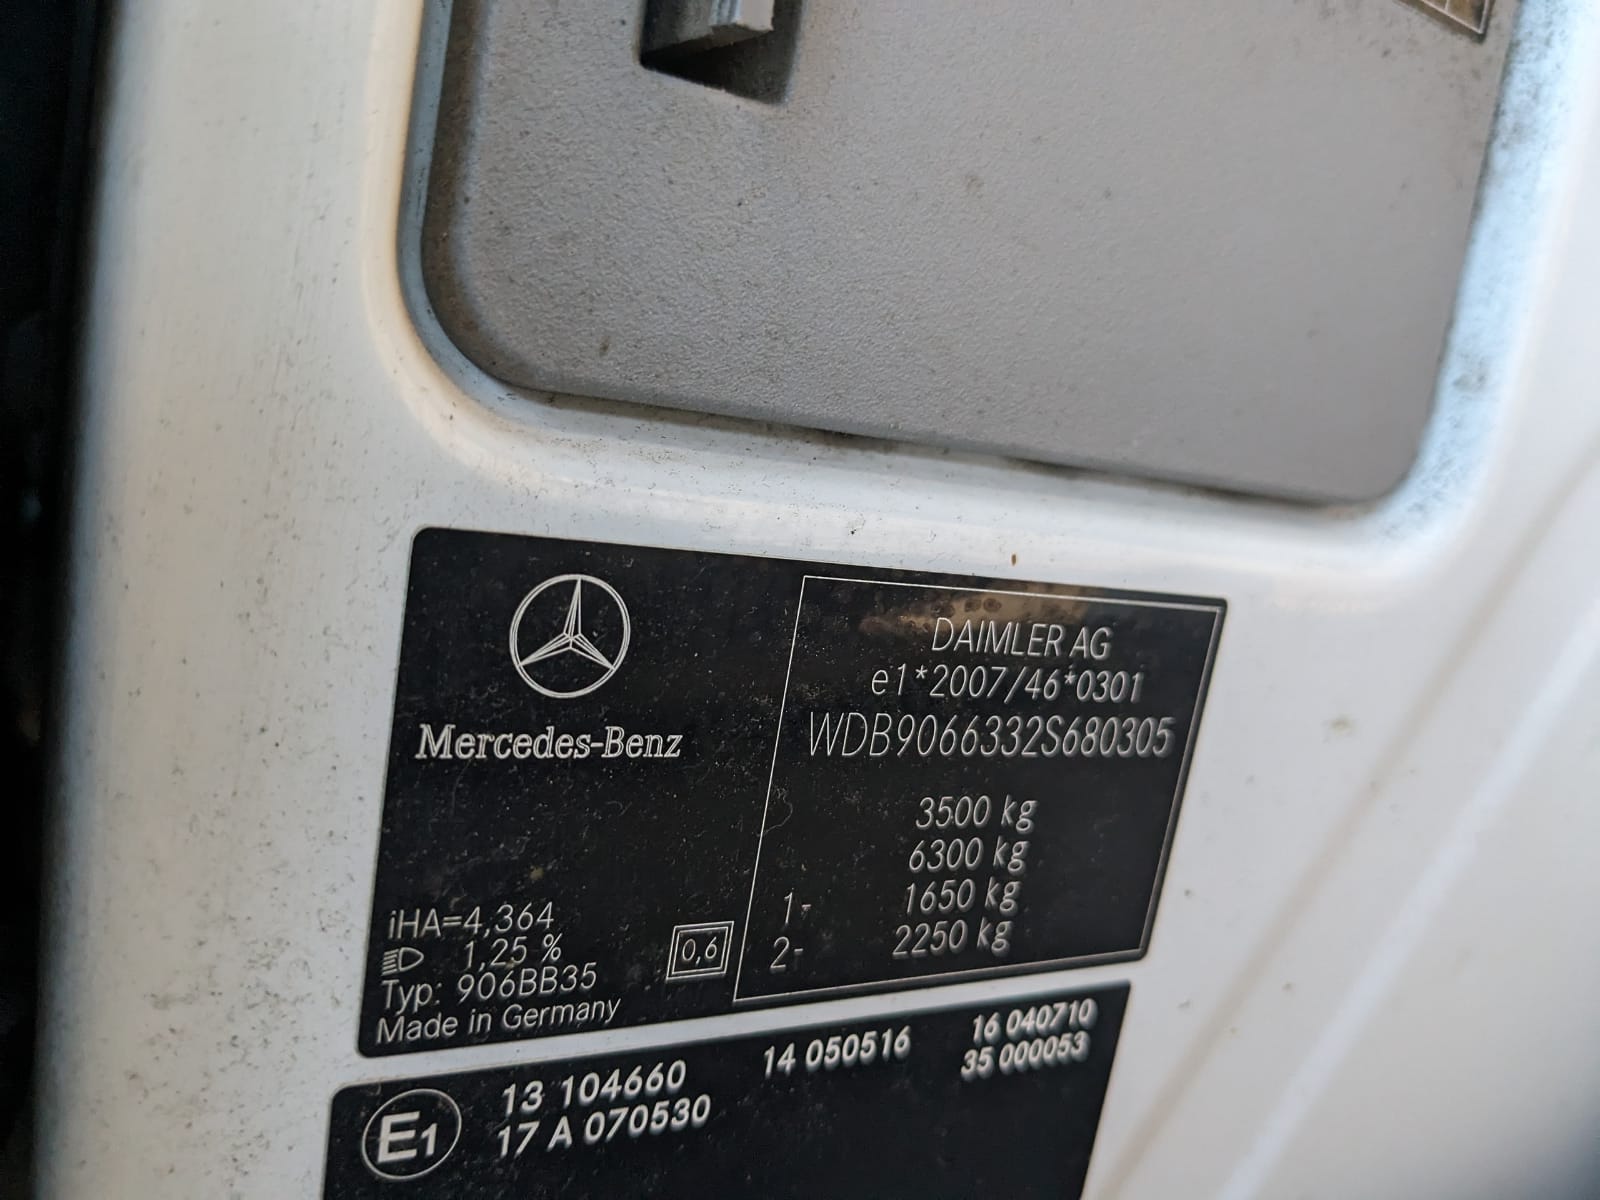 DAIMLER AG
e1*2007/46*0301
WDB9066332S680305
Mercedes-Benz
3500 kg
6300 kg
1- 1650 kg
2- 2250 kg
iHA=4,364
1,25 %
0,6
Typ: 906BB35
Made in Germany
E1
13 104660
14 050516
16 040710
17 A 070530
35 000053